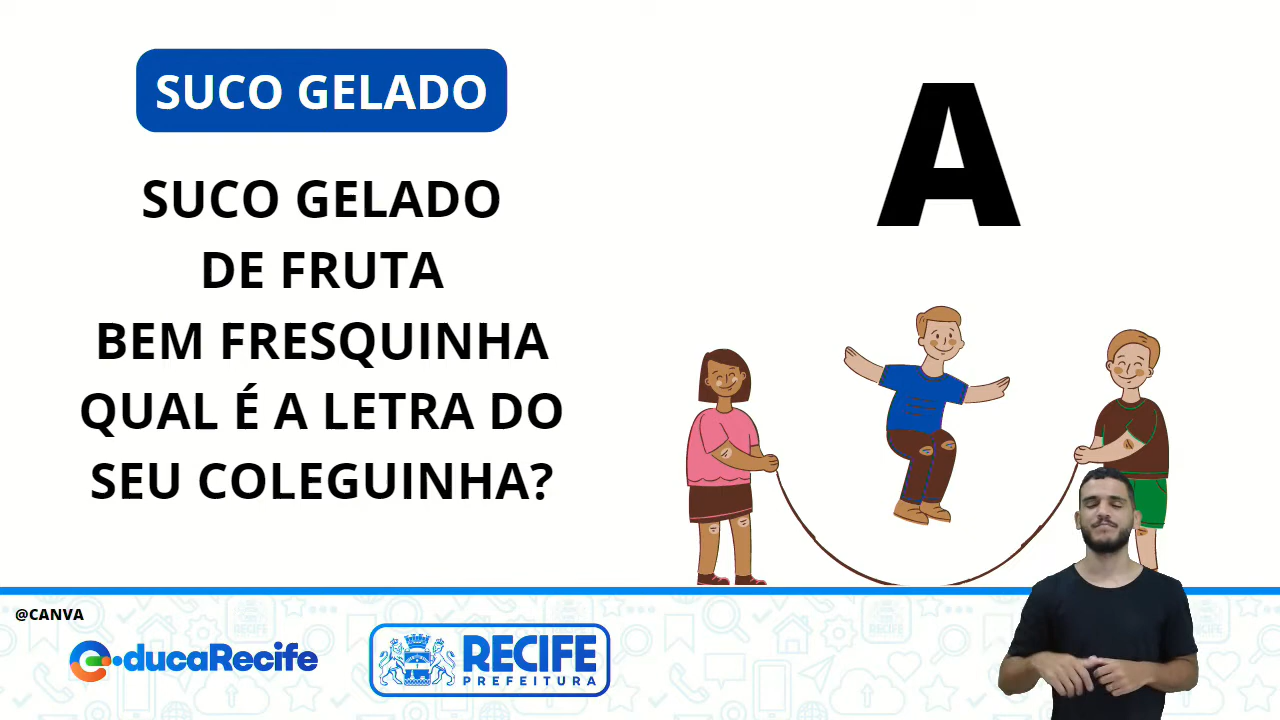 SUCO GELADO
SUCO GELADO
DE FRUTA
BEM FRESQUINHA
QUAL É A LETRA DO
SEU COLEGUINHA?
A
@CANVA
educaRecife
RECIFE
PREFEITURA